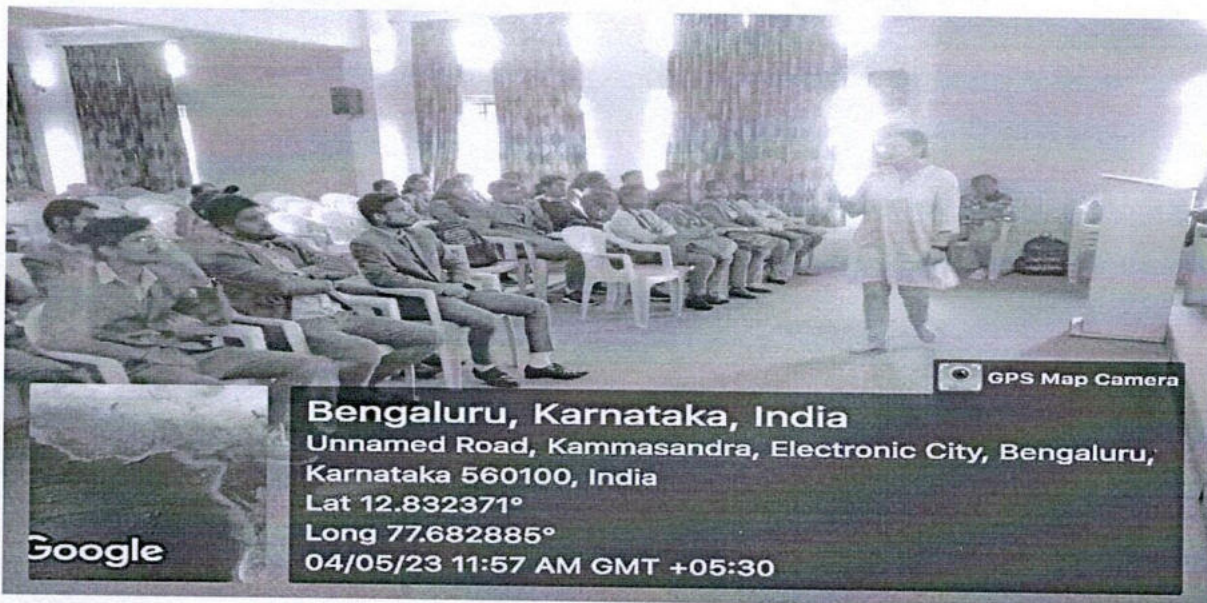 GPS Map Camera
Bengaluru, Karnataka, India
Unnamed Road, Kammasandra, Electronic City, Bengaluru,
Karnataka 560100, India
Lat 12.832371°
Long 77.682885°
04/05/23 11:57 AM GMT +05:30
Google